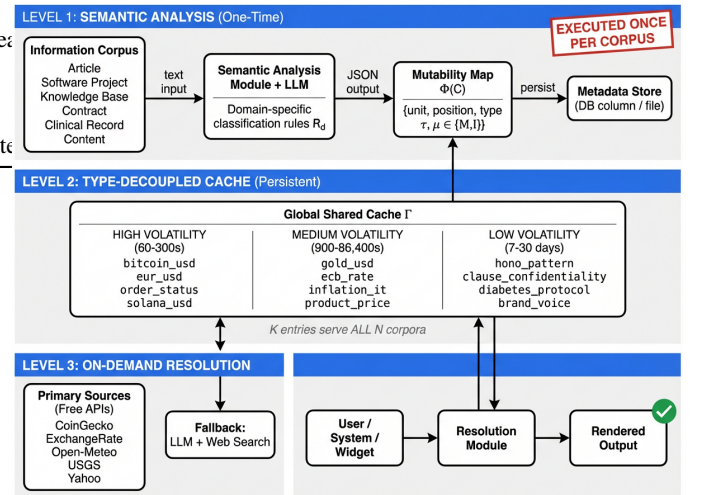 LEVEL 1: SEMANTIC ANALYSIS (One-Time)
EXECUTED ONCE
PER CORPUS
Information Corpus
Article
Software Project
Knowledge Base
Contract
Clinical Record
Content
text
input
Semantic Analysis
Module + LLM
Domain-specific
classification rules R_d
JSON
output
Mutability Map
Φ(C)
{unit, position, type
τ, μ ∈ {M,I}}
persist
Metadata Store
(DB column / file)
LEVEL 2: TYPE-DECOUPLED CACHE (Persistent)
Global Shared Cache Γ
HIGH VOLATILITY
(60-300s)
bitcoin_usd
eur_usd
order_status
solana_usd
MEDIUM VOLATILITY
(900-86,400s)
gold_usd
ecb_rate
inflation_it
product_price
LOW VOLATILITY
(7-30 days)
hono_pattern
clause_confidentiality
diabetes_protocol
brand_voice
K entries serve ALL N corpora
LEVEL 3: ON-DEMAND RESOLUTION
Primary Sources
(Free APIs)
CoinGecko
ExchangeRate
Open-Meteo
USGS
Yahoo
Fallback:
LLM + Web Search
User /
System /
Widget
Resolution
Module
Rendered
Output